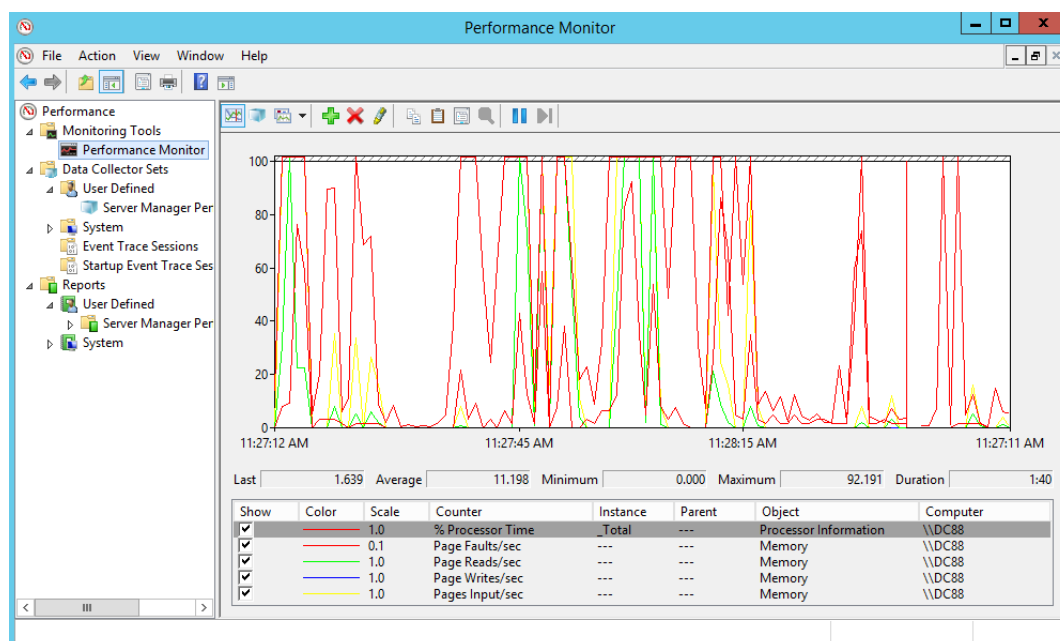 Performance Monitor
File Action View Window Help
Performance
Monitoring Tools
Performance Monitor
Data Collector Sets
User Defined
Server Manager Per
System
Event Trace Sessions
Startup Event Trace Ses
Reports
User Defined
Server Manager Per
System
100
80
60
40
20
0
11:27:12 AM 11:27:45 AM 11:28:15 AM 11:27:11 AM
Last 1.639 Average 11.198 Minimum 0.000 Maximum 92.191 Duration 1:40
Show Color Scale Counter Instance Parent Object Computer
1.0 % Processor Time _Total --- Processor Information \\DC88
0.1 Page Faults/sec --- --- Memory \\DC88
1.0 Page Reads/sec --- --- Memory \\DC88
1.0 Page Writes/sec --- --- Memory \\DC88
1.0 Pages Input/sec --- --- Memory \\DC88